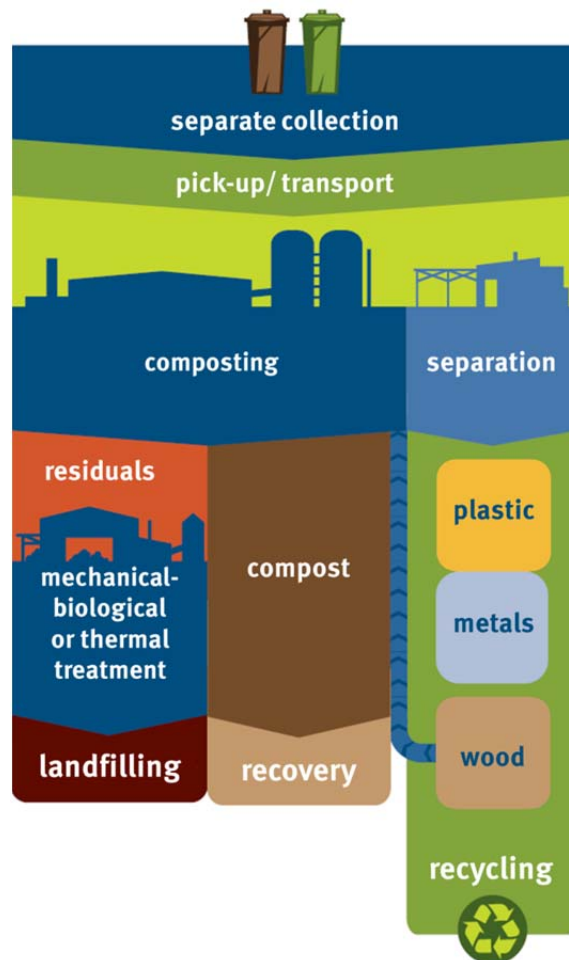 separate collection
pick-up/ transport
composting
separation
residuals
mechanical-
biological
or thermal
treatment
landfilling
compost
recovery
plastic
metals
wood
recycling